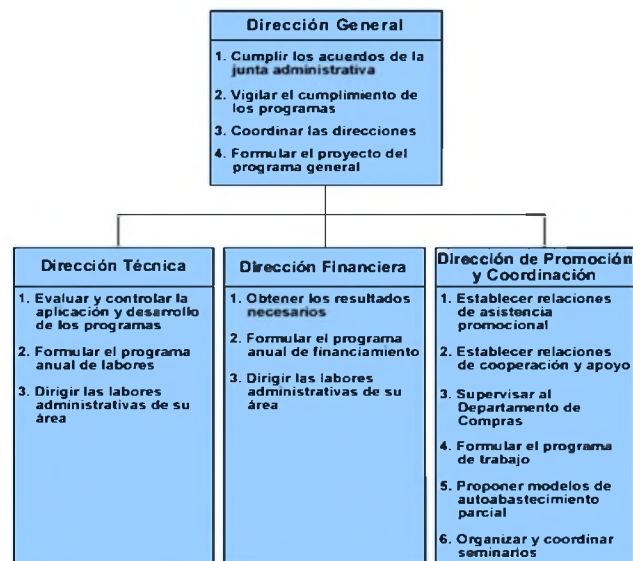 Dirección General
1. Cumplir los acuerdos de la
junta administrativa
2. Vigilar el cumplimiento de
los programas
3. Coordinar las direcciones
4. Formular el proyecto del
programa general
Dirección Técnica
1. Evaluar y controlar la
aplicación y desarrollo
de los programas
2. Formular el programa
anual de labores
3. Dirigir las labores
administrativas de su
área
Dirección Financiera
1. Obtener los resultados
necesarios
2. Formular el programa
anual de financiamiento
3. Dirigir las labores
administrativas de su
área
Dirección de Promoción
y Coordinación
1. Establecer relaciones
de asistencia
promocional
2. Establecer relaciones
de cooperación y apoyo
3. Supervisar al
Departamento de
Compras
4. Formular el programa
de trabajo
5. Proponer modelos de
autoabastecimiento
parcial
6. Organizar y coordinar
seminarios